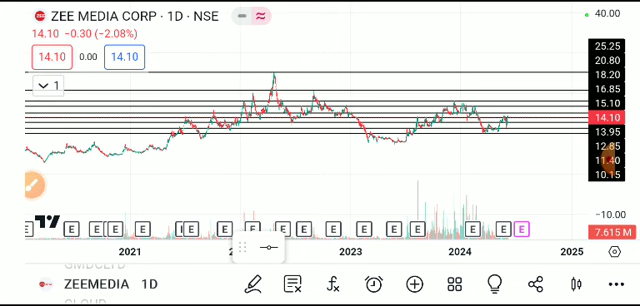 ZEE MEDIA CORP · 1D · NSE
40.00
14.10 −0.30 (−2.08%)
14.10 0.00 14.10
1
25.25
20.80
18.20
16.85
15.10
14.10
13.95
12.85
11.40
10.15
−10.00
7.615 M
E E E E E E E E E E E E E E E E E
2021 2023 2024 2025
ZEEMEDIA 1D